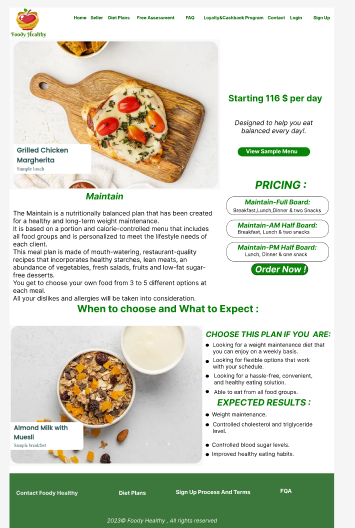 Home Seller Diet Plans Free Assessment FAQ Loyalty&Cashback Program Contact Login Sign Up
Foody Healthy
Starting 116 $ per day
Designed to help you eat
balanced every day!.
View Sample Menu
Grilled Chicken
Margherita
Sample lunch
Maintain
The Maintain is a nutritionally balanced plan that has been created
for a healthy and long-term weight maintenance.
It is based on a portion and calorie-controlled menu that includes
all food groups and is personalized to meet the lifestyle needs of
each client.
This meal plan is made of mouth-watering, restaurant-quality
recipes that incorporates healthy starches, lean meats, an
abundance of vegetables, fresh salads, fruits and low-fat sugar-
free desserts.
You get to choose your own food from 3 to 5 different options at
each meal.
All your dislikes and allergies will be taken into consideration.
PRICING :
Maintain-Full Board:
Breakfast,Lunch,Dinner & two Snacks
Maintain-AM Half Board:
Breakfast, Lunch & two snacks
Maintain-PM Half Board:
Lunch, Dinner & one snack
Order Now !
When to choose and What to Expect :
Almond Milk with
Muesli
Sample breakfast
CHOOSE THIS PLAN IF YOU ARE:
Looking for a weight maintenance diet that
you can enjoy on a weekly basis.
Looking for flexible options that work
with your schedule.
Looking for a hassle-free, convenient,
and healthy eating solution.
Able to eat from all food groups.
EXPECTED RESULTS :
Weight maintenance.
Controlled cholesterol and triglyceride
level.
Controlled blood sugar levels.
Improved healthy eating habits.
Contact Foody Healthy Diet Plans Sign Up Process And Terms FQA
2023© Foody Healthy , All rights reserved